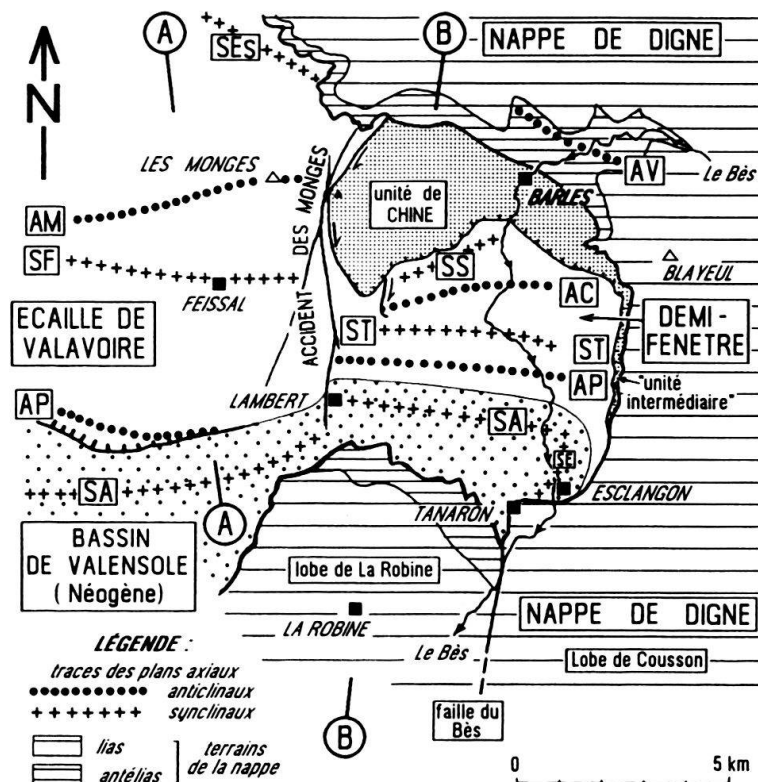 A
B
NAPPE DE DIGNE
SES
N
LES MONGES
unité de
CHINE
BARLES
AV
Le Bès
AM
SF
FEISSAL
ACCIDENT DES MONGES
SS
BLAYEUL
AC
ECAILLE DE
VALAVOIRE
ST
ST
DEMI-
FENETRE
AP
LAMBERT
AP
"unité
intermédiaire"
SA
SA
SE
ESCLANGON
A
TANARON
BASSIN
DE VALENSOLE
(Néogène)
lobe de La Robine
LA ROBINE
NAPPE DE DIGNE
Le Bès
Lobe de Cousson
LÉGENDE :
traces des plans axiaux
anticlinaux
synclinaux
B
faille du
Bès
lias
antélias
terrains
de la nappe
0 5 km